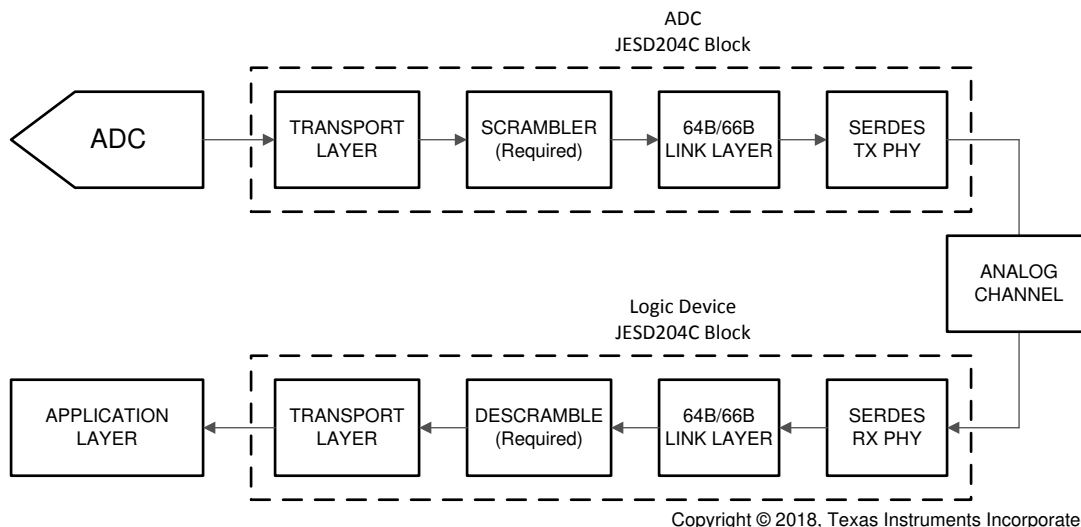 ADC
JESD204C Block
ADC
TRANSPORT
LAYER
SCRAMBLER
(Required)
64B/66B
LINK LAYER
SERDES
TX PHY
ANALOG
CHANNEL
Logic Device
JESD204C Block
APPLICATION
LAYER
TRANSPORT
LAYER
DESCRAMBLE
(Required)
64B/66B
LINK LAYER
SERDES
RX PHY
Copyright © 2018, Texas Instruments Incorporate